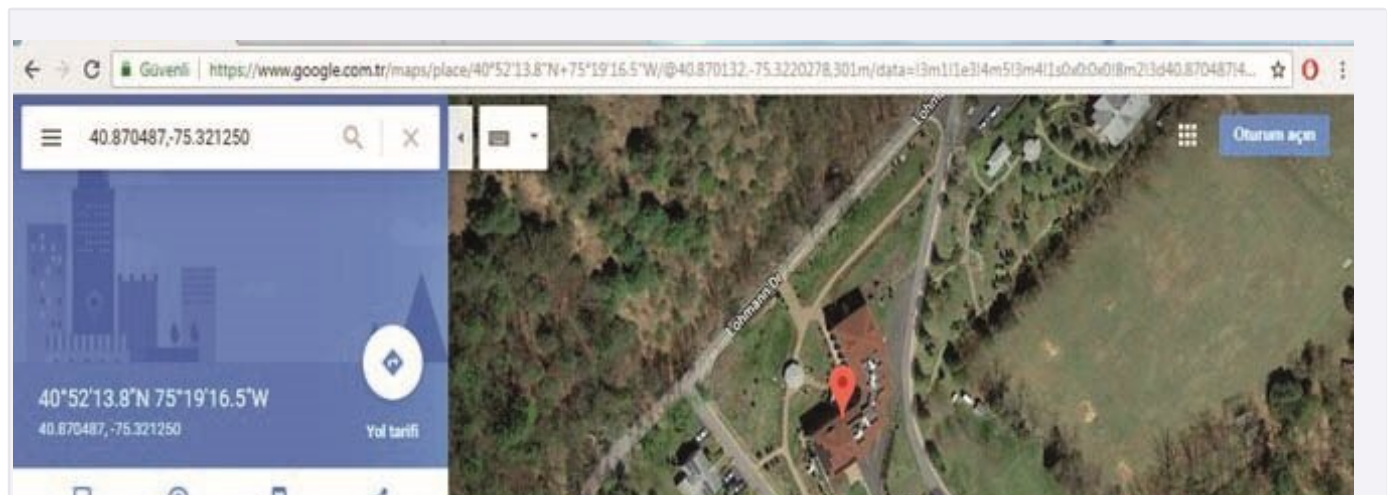 Güvenli https://www.google.com.tr/maps/place/40°52'13.8"N+75°19'16.5"W/@40.870132,-75.3220278,301m/data=!3m1!1e3!4m5!3m4!1s0x0:0x0!8m2!3d40.870487!4...
40.870487,-75.321250
Oturum açın
Lohmann Dr
40°52'13.8"N 75°19'16.5"W
40.870487, -75.321250
Yol tarifi